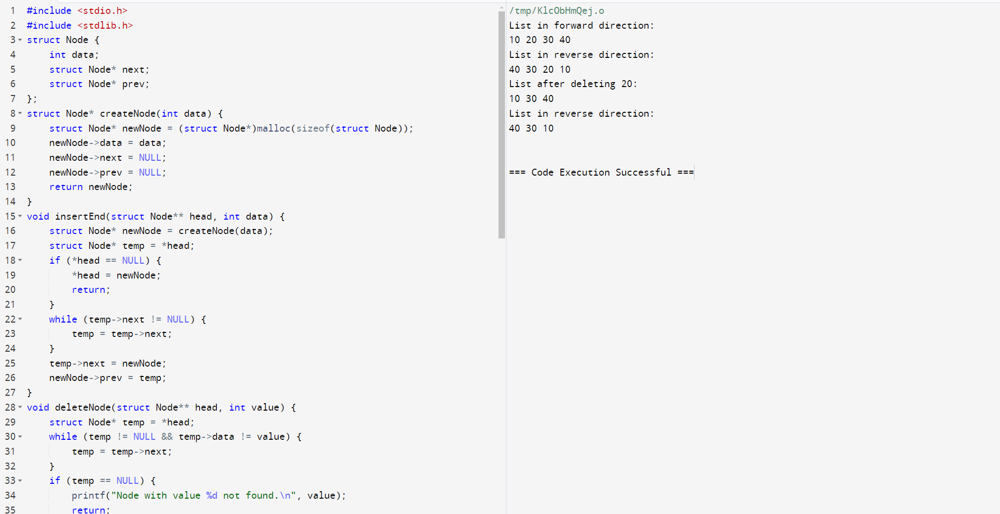 1 #include <stdio.h>
2 #include <stdlib.h>
3 struct Node {
4     int data;
5     struct Node* next;
6     struct Node* prev;
7 };
8 struct Node* createNode(int data) {
9     struct Node* newNode = (struct Node*)malloc(sizeof(struct Node));
10     newNode->data = data;
11     newNode->next = NULL;
12     newNode->prev = NULL;
13     return newNode;
14 }
15 void insertEnd(struct Node** head, int data) {
16     struct Node* newNode = createNode(data);
17     struct Node* temp = *head;
18     if (*head == NULL) {
19         *head = newNode;
20         return;
21     }
22     while (temp->next != NULL) {
23         temp = temp->next;
24     }
25     temp->next = newNode;
26     newNode->prev = temp;
27 }
28 void deleteNode(struct Node** head, int value) {
29     struct Node* temp = *head;
30     while (temp != NULL && temp->data != value) {
31         temp = temp->next;
32     }
33     if (temp == NULL) {
34         printf("Node with value %d not found.\n", value);
35         return;
/tmp/KlcObHmQej.o
List in forward direction:
10 20 30 40
List in reverse direction:
40 30 20 10
List after deleting 20:
10 30 40
List in reverse direction:
40 30 10
=== Code Execution Successful ===